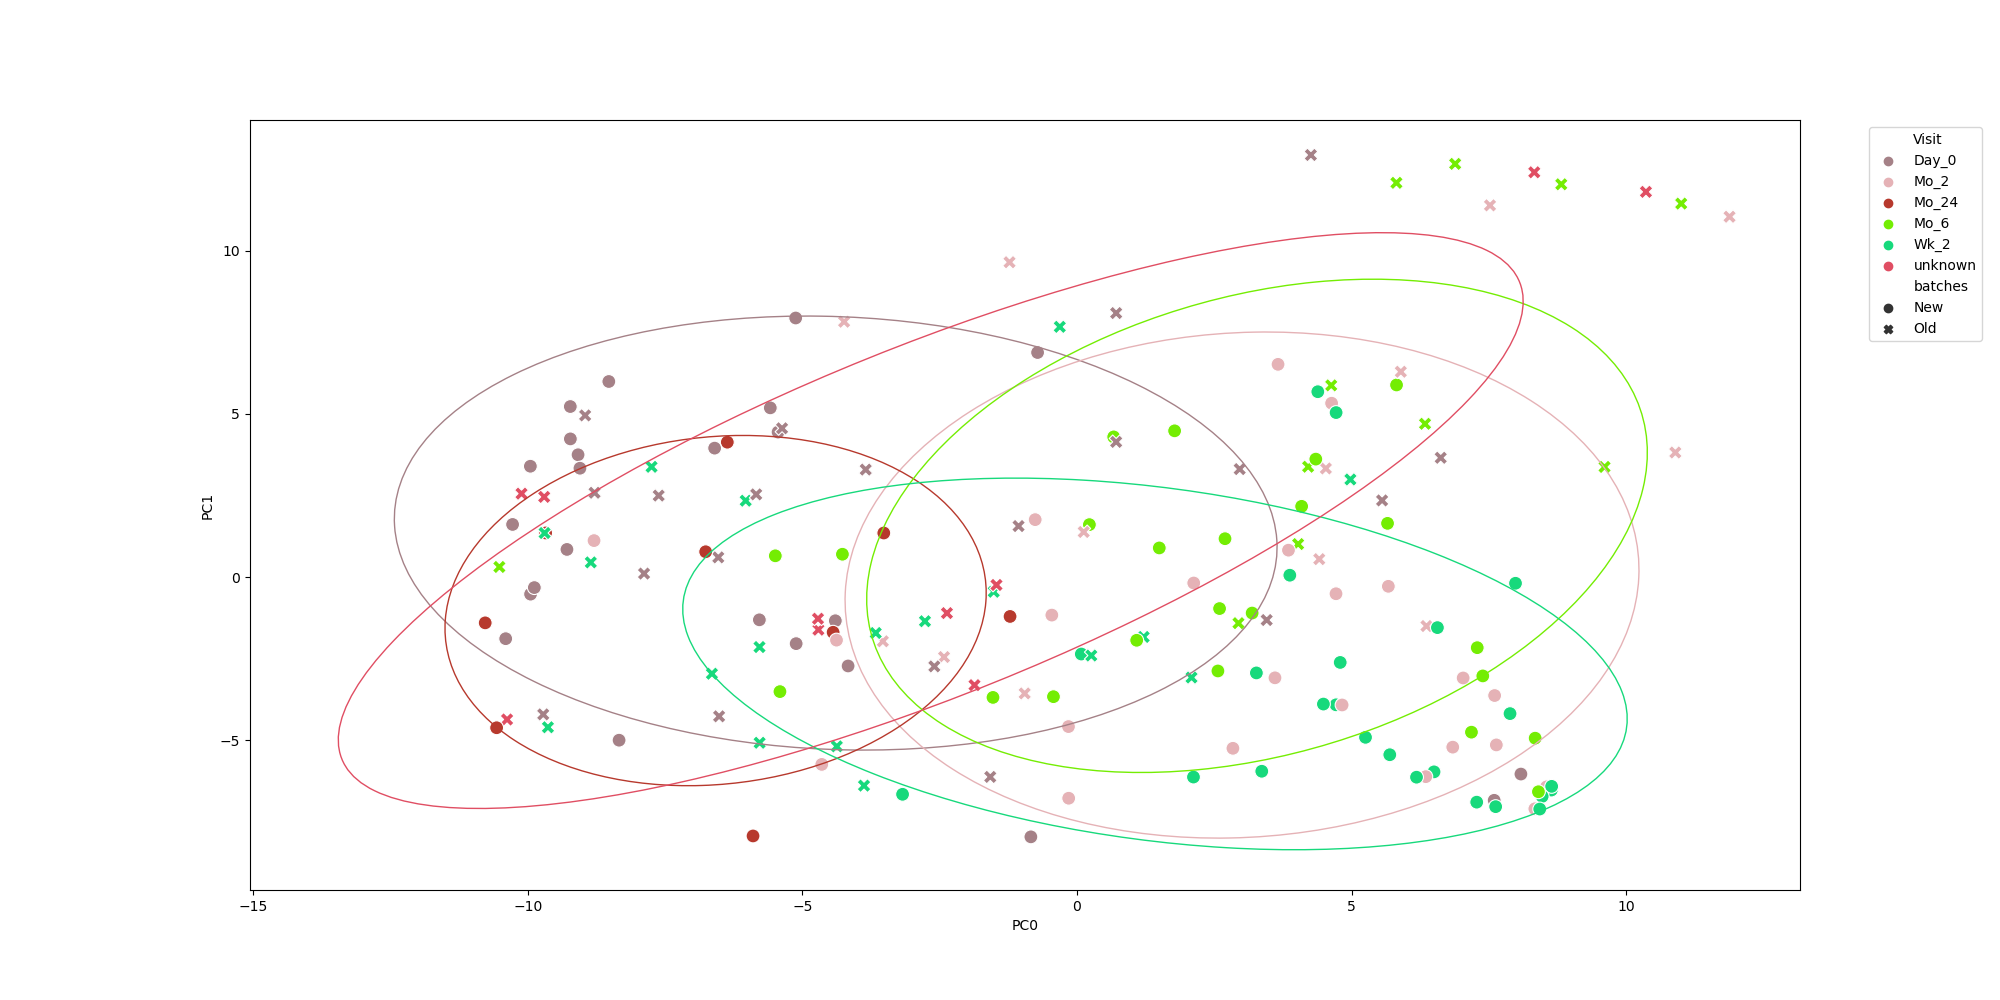 Visit
Day_0
Mo_2
Mo_24
Mo_6
Wk_2
unknown
batches
New
Old
10
5
0
−5
PC1
−15
−10
−5
0
5
10
PC0